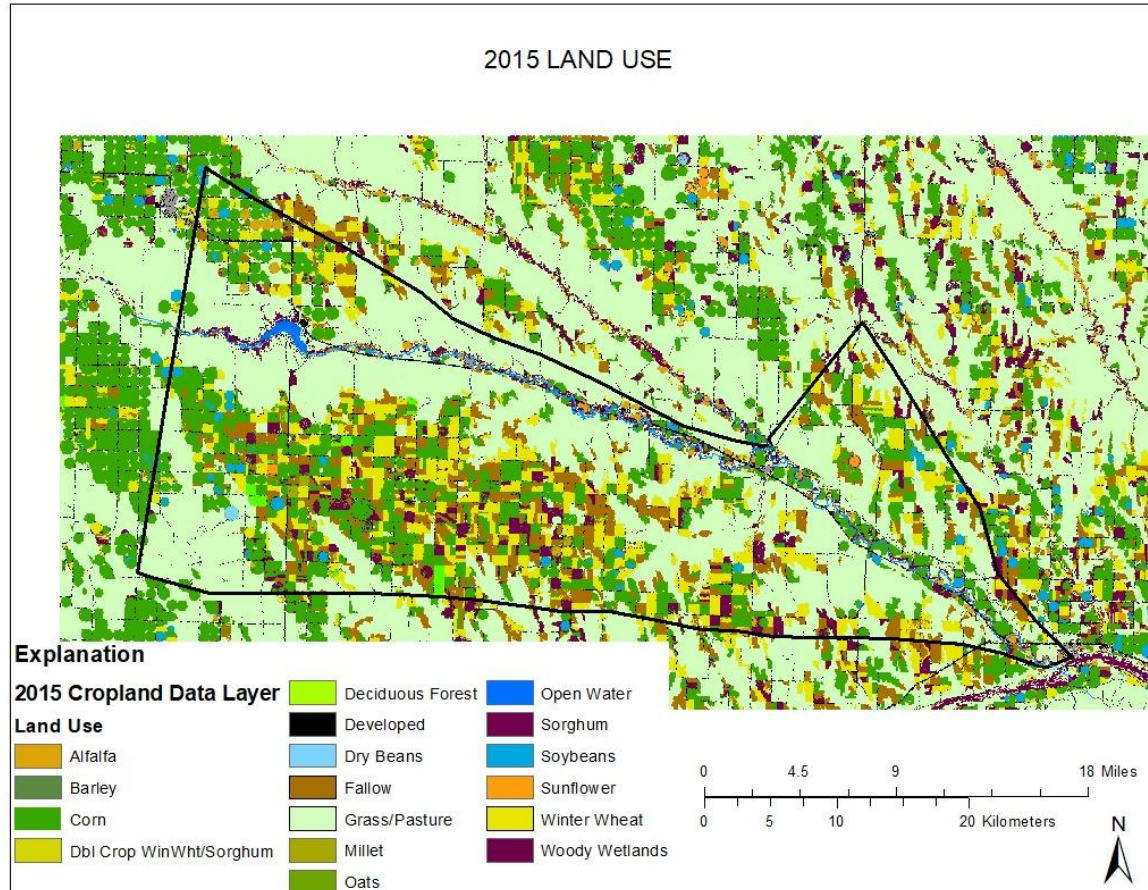 2015 LAND USE
Explanation
2015 Cropland Data Layer
Land Use
Alfalfa
Barley
Corn
Dbl Crop WinWht/Sorghum
Deciduous Forest
Developed
Dry Beans
Fallow
Grass/Pasture
Millet
Oats
Open Water
Sorghum
Soybeans
Sunflower
Winter Wheat
Woody Wetlands
0 4.5 9 18 Miles
0 5 10 20 Kilometers
N